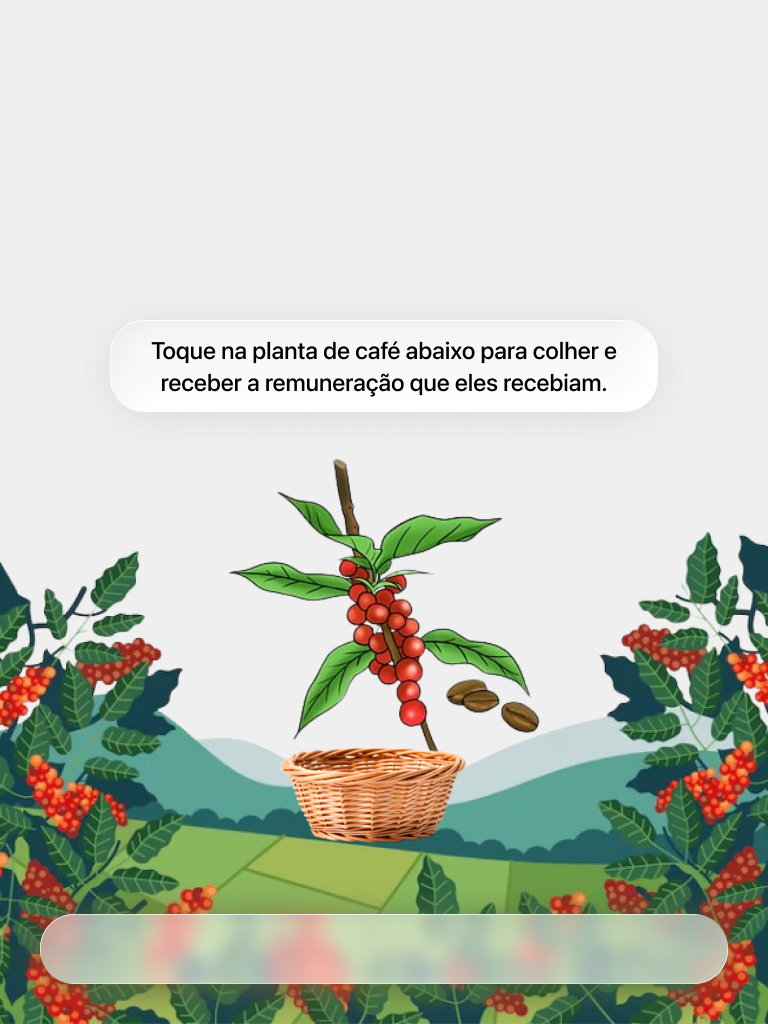 Toque na planta de café abaixo para colher e
receber a remuneração que eles recebiam.